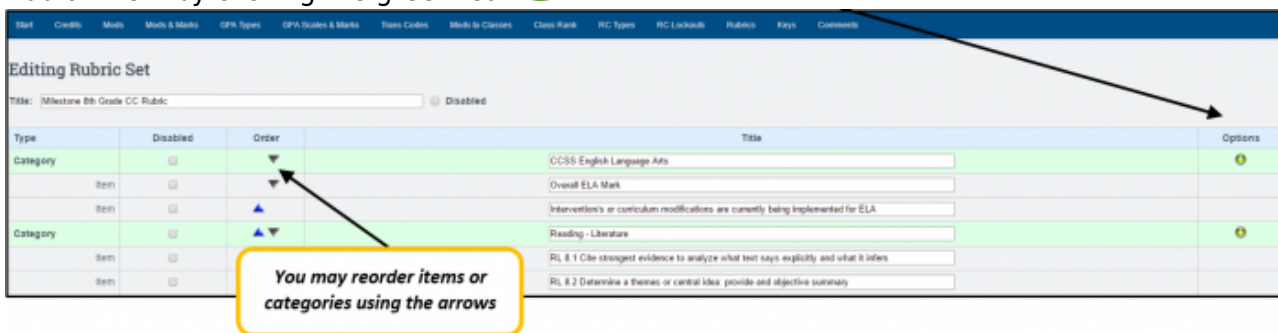 Start Credits Mods Mods & Marks GPA Types GPA Scales & Marks Trans Codes Mods to Classes Class Rank RC Types RC Lockouts Rubrics Keys Comments
Editing Rubric Set
Title: Milestone 8th Grade CC Rubric Disabled
Type Disabled Order Title Options
Category CCSS English Language Arts
Item Overall ELA Mark
Item Intervention's or curriculum modifications are currently being implemented for ELA
Category Reading - Literature
Item RL 8.1 Cite strongest evidence to analyze what text says explicitly and what it infers
Item RL 8.2 Determine a themes or central idea: provide and objective summary
You may reorder items or
categories using the arrows